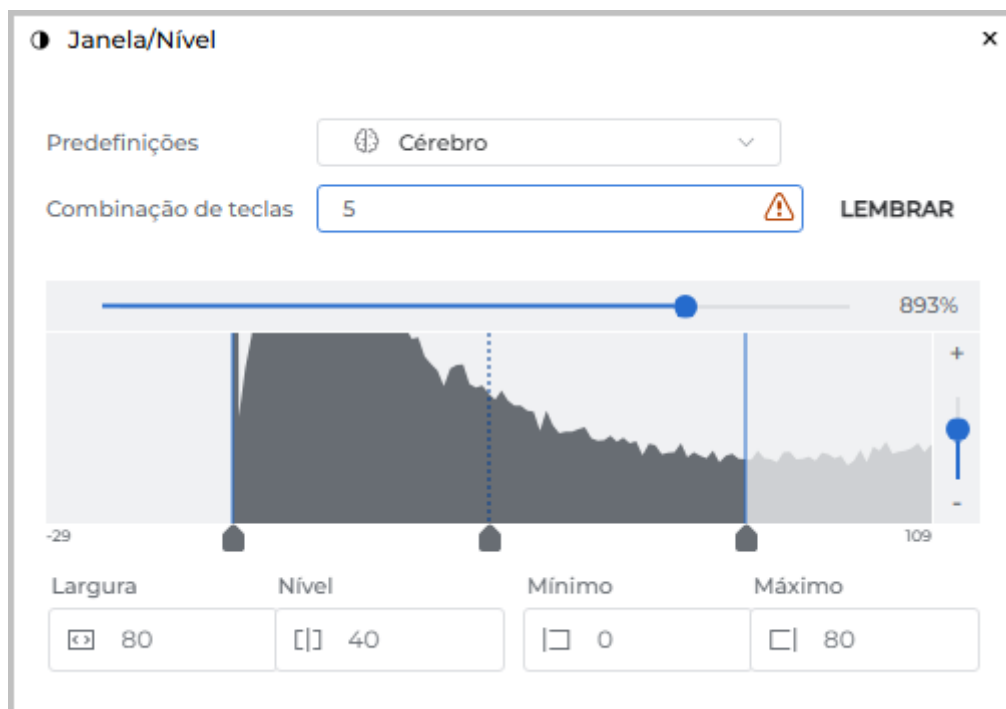 Janela/Nível
Predefinições
Cérebro
Combinação de teclas
5
LEMBRAR
893%
+
-
-29
109
Largura
Nível
Mínimo
Máximo
80
40
0
80